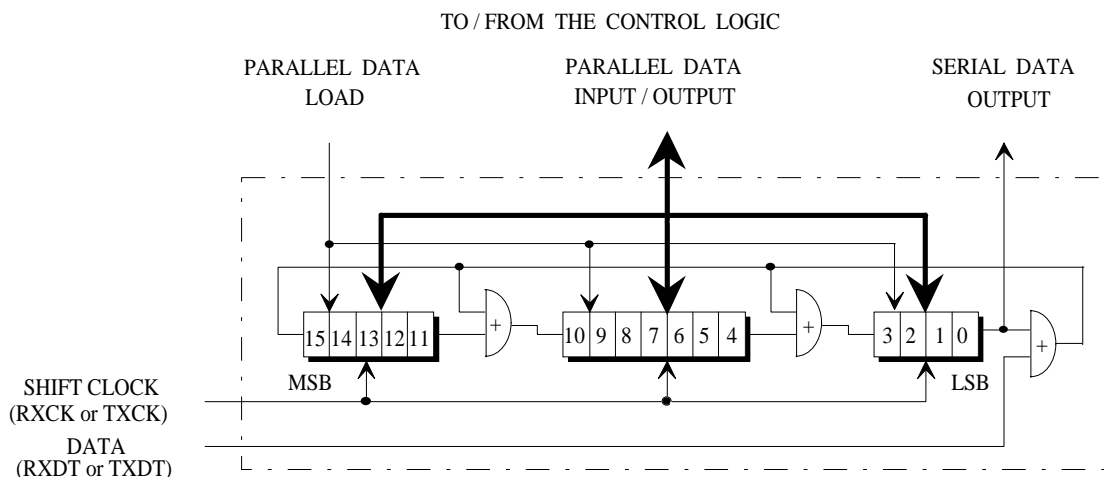 TO / FROM THE CONTROL LOGIC
PARALLEL DATA
LOAD
PARALLEL DATA
INPUT / OUTPUT
SERIAL DATA
OUTPUT
15 14 13 12 11
+
10 9 8 7 6 5 4
+
3 2 1 0
+
MSB
LSB
SHIFT CLOCK
(RXCK or TXCK)
DATA
(RXDT or TXDT)